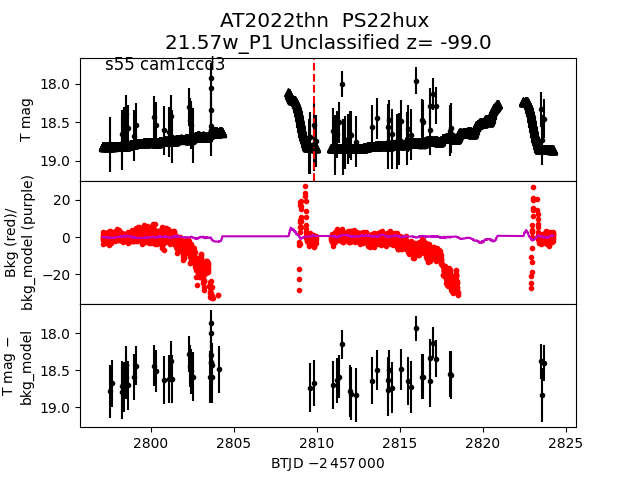 AT2022thn PS22hux
21.57w_P1 Unclassified z= -99.0
s55 cam1ccd3
T mag
18.0
18.5
19.0
Bkg (red)/
bkg_model (purple)
20
0
−20
T mag −
bkg_model
18.0
18.5
19.0
2800
2805
2810
2815
2820
2825
BTJD −2 457 000